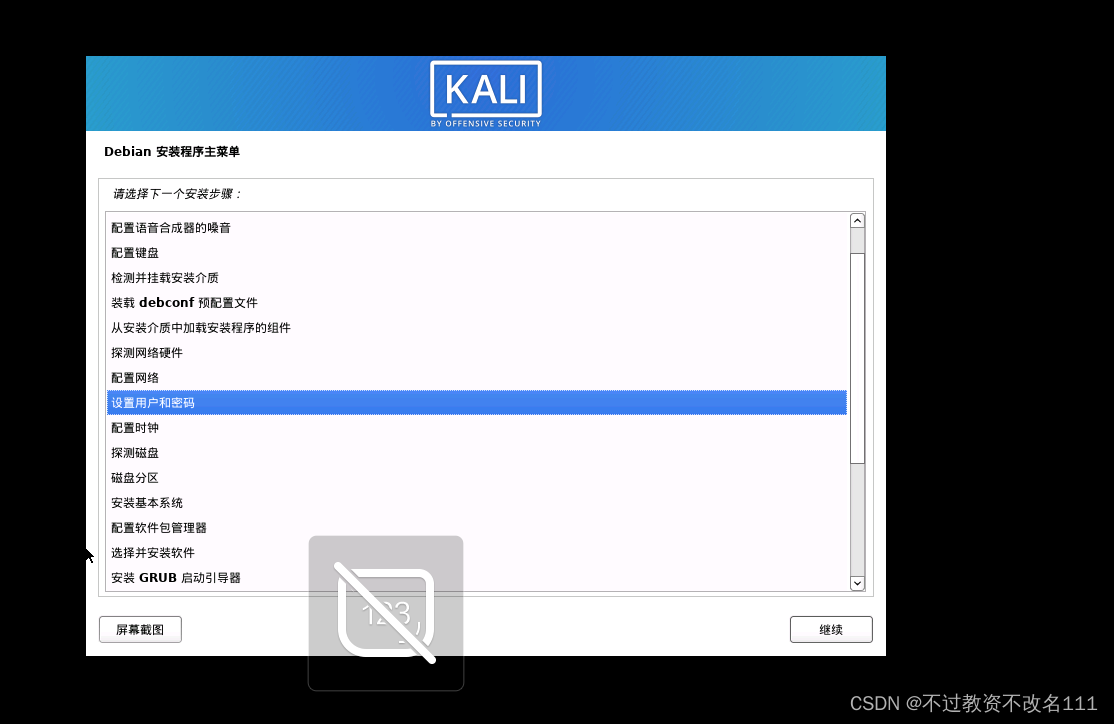 KALI
BY OFFENSIVE SECURITY
Debian 安装程序主菜单
请选择下一个安装步骤：
配置语音合成器的嗓音
配置键盘
检测并挂载安装介质
装载 debconf 预配置文件
从安装介质中加载安装程序的组件
探测网络硬件
配置网络
设置用户和密码
配置时钟
探测磁盘
磁盘分区
安装基本系统
配置软件包管理器
选择并安装软件
安装 GRUB 启动引导器
123
屏幕截图
继续
CSDN @不过教资不改名111